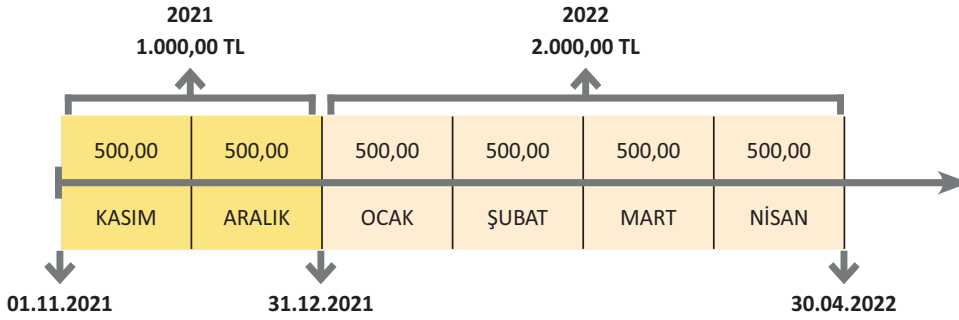 2021 2022
1.000,00 TL 2.000,00 TL
500,00 500,00 500,00 500,00 500,00 500,00
KASIM ARALIK OCAK ŞUBAT MART NİSAN
01.11.2021 31.12.2021 30.04.2022